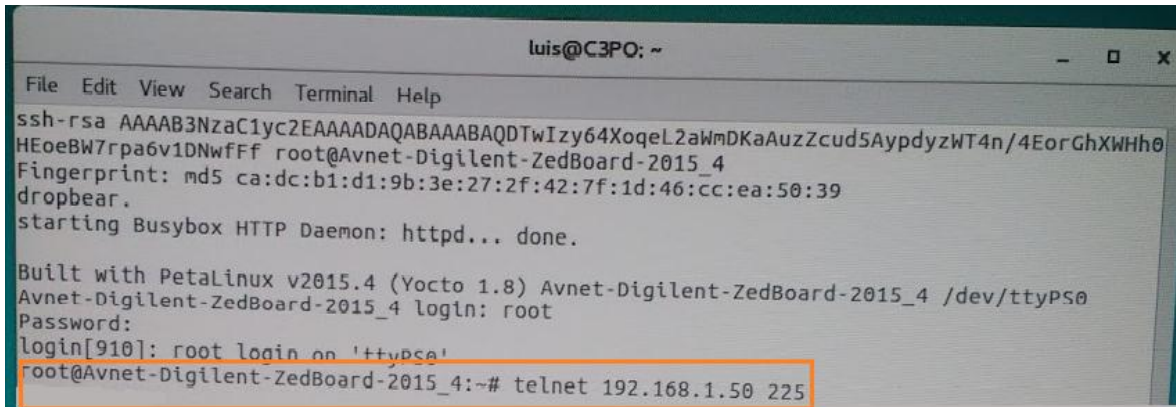 luis@C3PO: ~
File Edit View Search Terminal Help
ssh-rsa AAAAB3NzaC1yc2EAAAADAQABAAABAQDTwIzy64XoqeL2aWmDKaAuzZcud5AypdyzWT4n/4EorGhXWHh0
HEoeBW7rpa6v1DNwfFf root@Avnet-Digilent-ZedBoard-2015_4
Fingerprint: md5 ca:dc:b1:d1:9b:3e:27:2f:42:7f:1d:46:cc:ea:50:39
dropbear.
starting Busybox HTTP Daemon: httpd... done.
Built with PetaLinux v2015.4 (Yocto 1.8) Avnet-Digilent-ZedBoard-2015_4 /dev/ttyPS0
Avnet-Digilent-ZedBoard-2015_4 login: root
Password:
login[910]: root login on 'ttyPS0'
root@Avnet-Digilent-ZedBoard-2015_4:~# telnet 192.168.1.50 225